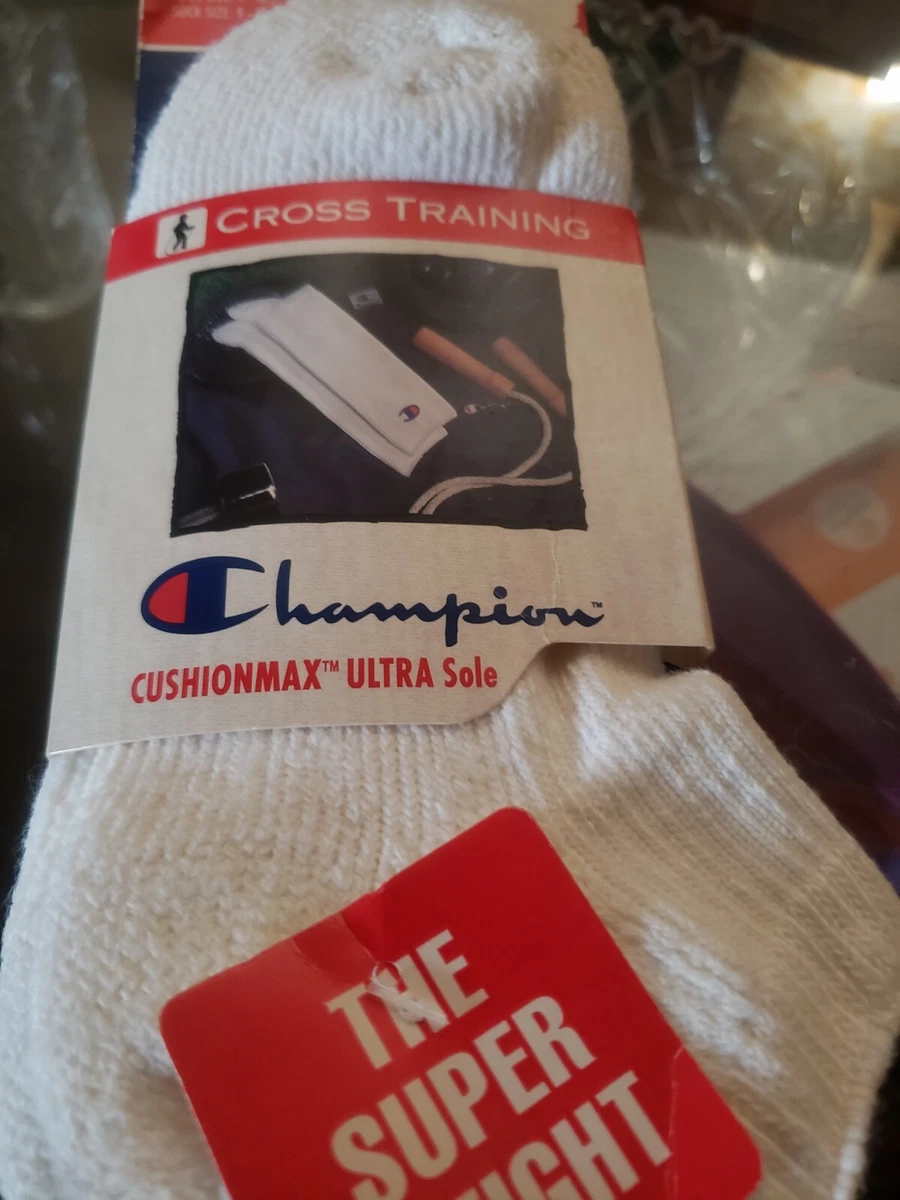 CROSS TRAINING
Champion™
CUSHIONMAX™ ULTRA Sole
THE
SUPER